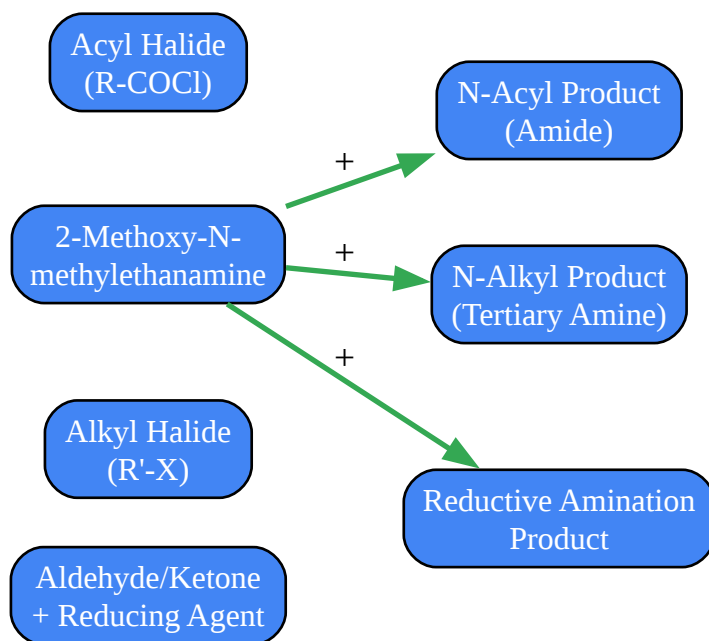 Acyl Halide
(R-COCl)
N-Acyl Product
(Amide)
+
2-Methoxy-N-
methylethanamine
+
N-Alkyl Product
(Tertiary Amine)
+
Alkyl Halide
(R'-X)
Reductive Amination
Product
Aldehyde/Ketone
+ Reducing Agent